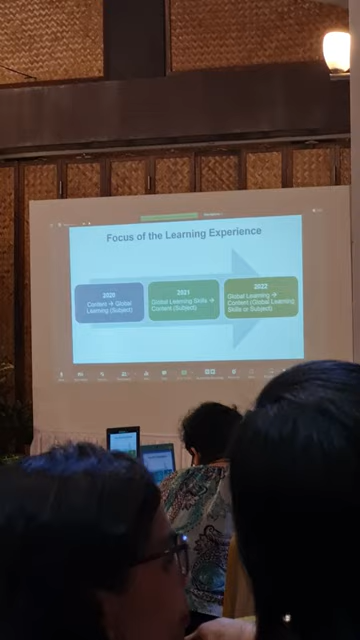 Focus of the Learning Experience
2020
Content → Global
Learning (Subject)
2021
Global Learning Skills →
Content (Subject)
2022
Global Learning →
Content (Global Learning
Skills or Subject)